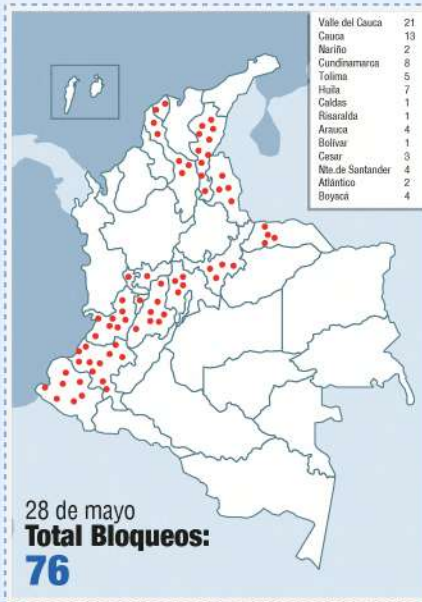 Valle del Cauca 21
Cauca 13
Nariño 2
Cundinamarca 8
Tolima 5
Huila 7
Caldas 1
Risaralda 1
Arauca 4
Bolívar 1
Cesar 3
Nte.de Santander 4
Atlántico 2
Boyacá 4
28 de mayo
Total Bloqueos:
76